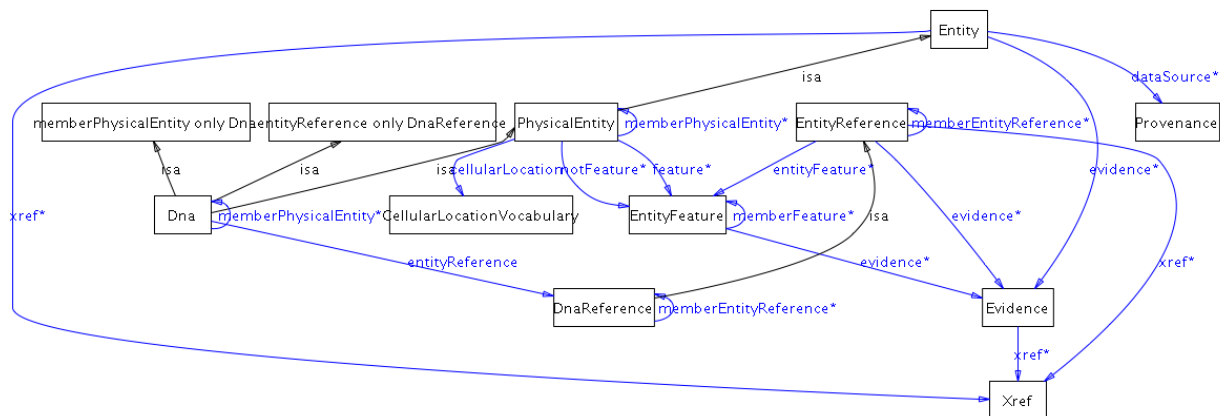 Entity
isa
dataSource*
memberPhysicalEntity only Dna
entityReference only DnaReference
PhysicalEntity
memberPhysicalEntity*
EntityReference
memberEntityReference*
Provenance
isa
isa
isa
cellularLocation
notFeature*
feature*
entityFeature*
evidence*
xref*
Dna
memberPhysicalEntity*
CellularLocationVocabulary
EntityFeature
memberFeature*
evidence*
isa
entityReference
evidence*
xref*
DnaReference
memberEntityReference*
Evidence
xref*
Xref